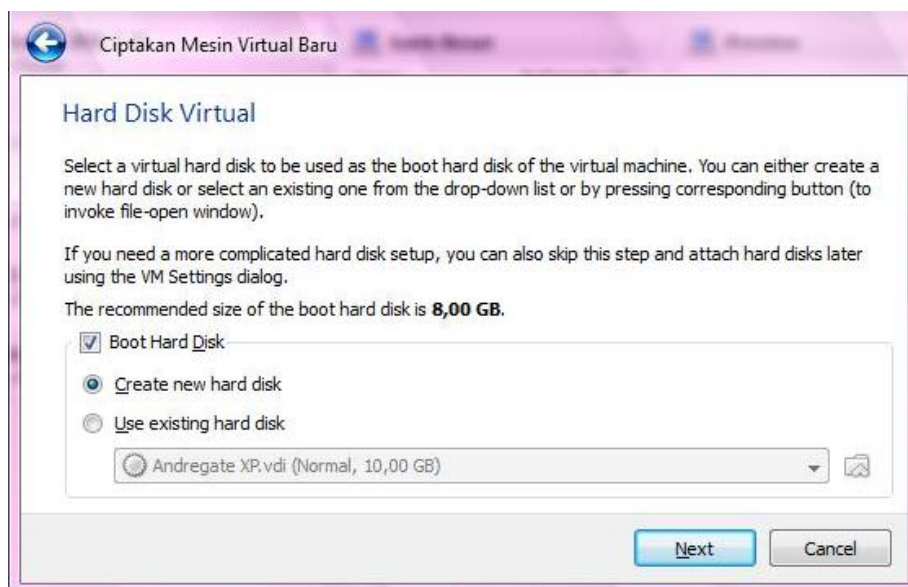 Ciptakan Mesin Virtual Baru
Hard Disk Virtual
Select a virtual hard disk to be used as the boot hard disk of the virtual machine. You can either create a
new hard disk or select an existing one from the drop-down list or by pressing corresponding button (to
invoke file-open window).
If you need a more complicated hard disk setup, you can also skip this step and attach hard disks later
using the VM Settings dialog.
The recommended size of the boot hard disk is 8,00 GB.
Boot Hard Disk
Create new hard disk
Use existing hard disk
Andregate XP.vdi (Normal, 10,00 GB)
Next
Cancel